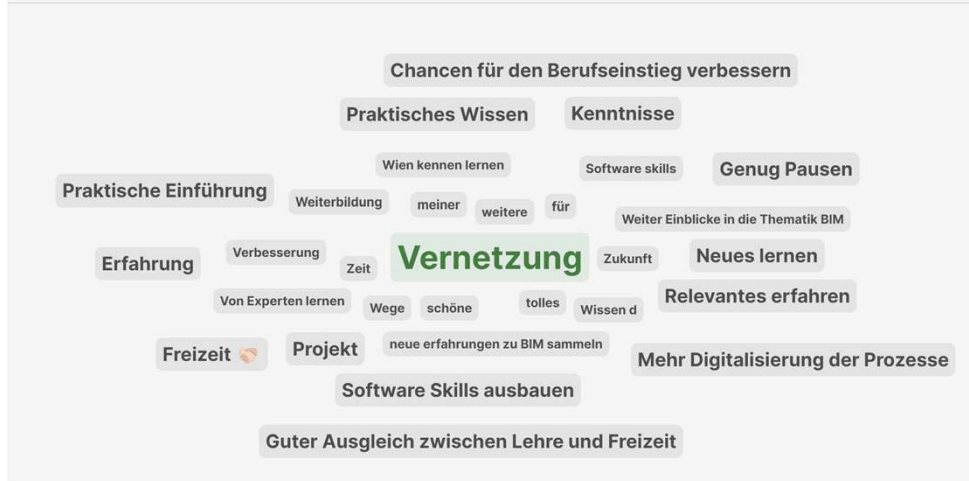 Chancen für den Berufseinstieg verbessern
Praktisches Wissen
Kenntnisse
Wien kennen lernen
Software skills
Genug Pausen
Praktische Einführung
Weiterbildung
meiner
weitere
für
Weiter Einblicke in die Thematik BIM
Erfahrung
Verbesserung
Zeit
Vernetzung
Zukunft
Neues lernen
Von Experten lernen
Wege
schöne
tolles
Wissen d
Relevantes erfahren
Freizeit 🤝🏻
Projekt
neue erfahrungen zu BIM sammeln
Mehr Digitalisierung der Prozesse
Software Skills ausbauen
Guter Ausgleich zwischen Lehre und Freizeit